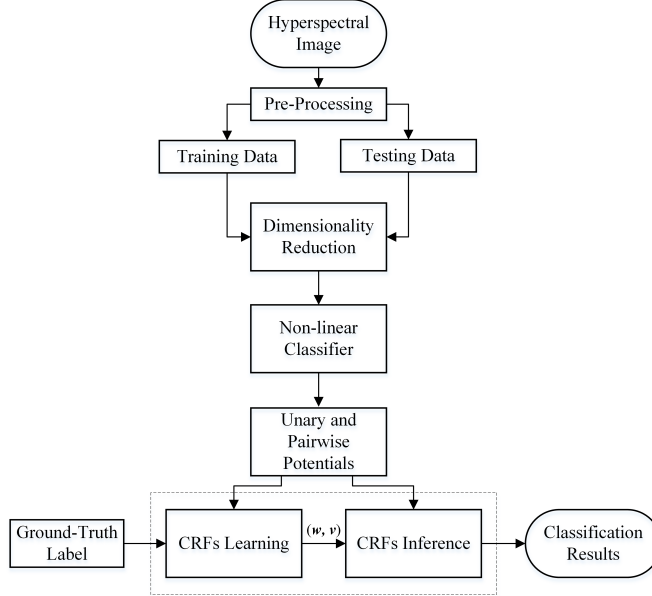 Hyperspectral
Image
Pre-Processing
Training Data
Testing Data
Dimensionality
Reduction
Non-linear
Classifier
Unary and
Pairwise
Potentials
Ground-Truth
Label
CRFs Learning
(w, v)
CRFs Inference
Classification
Results